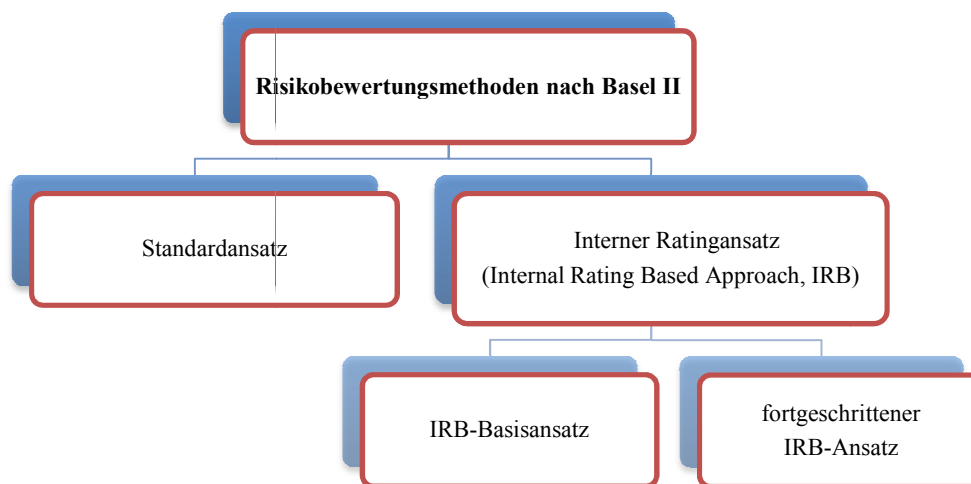 Risikobewertungsmethoden nach Basel II
Standardansatz
Interner Ratingansatz
(Internal Rating Based Approach, IRB)
IRB-Basisansatz
fortgeschrittener
IRB-Ansatz